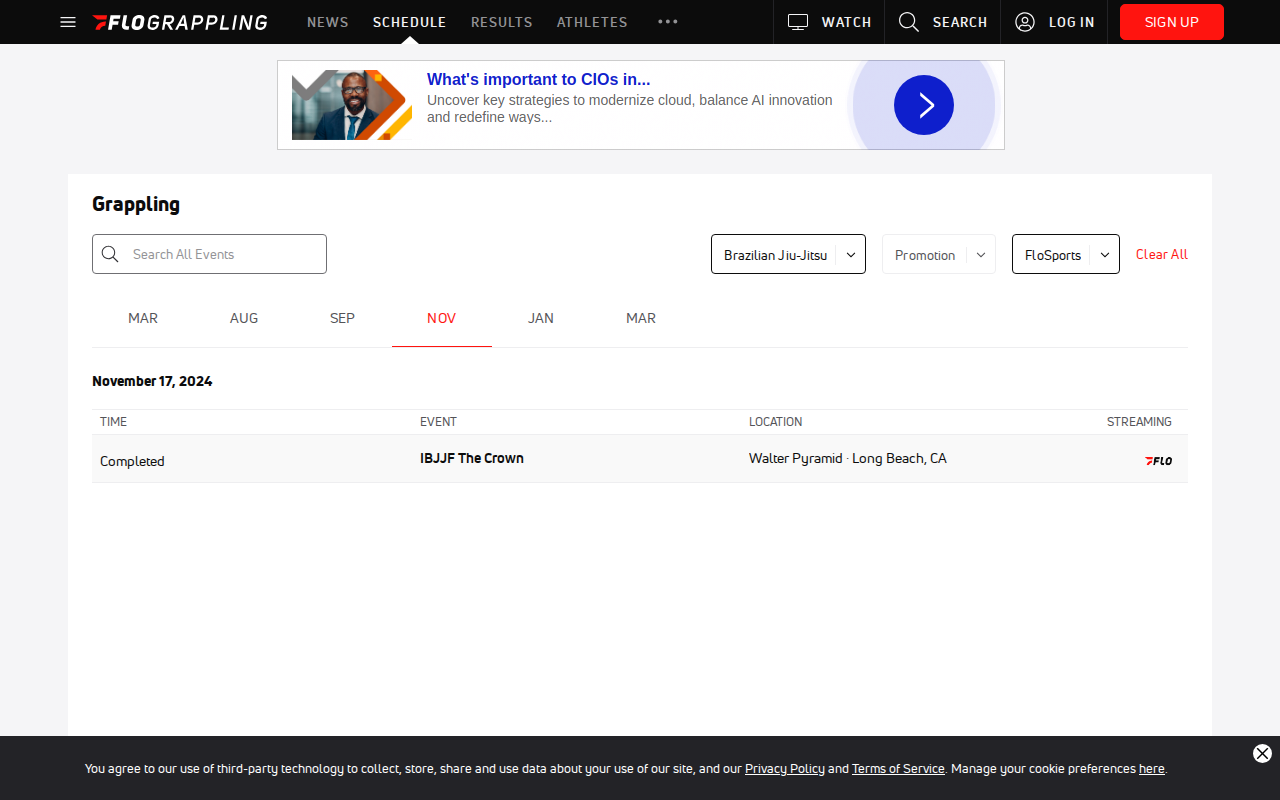 FLOGRAPPLING
NEWS
SCHEDULE
RESULTS
ATHLETES
WATCH
SEARCH
LOG IN
SIGN UP
What's important to CIOs in...
Uncover key strategies to modernize cloud, balance AI innovation
and redefine ways...
Grappling
Search All Events
Brazilian Jiu-Jitsu
Promotion
FloSports
Clear All
MAR
AUG
SEP
NOV
JAN
MAR
November 17, 2024
TIME
EVENT
LOCATION
STREAMING
Completed
IBJJF The Crown
Walter Pyramid · Long Beach, CA
FLO
You agree to our use of third-party technology to collect, store, share and use data about your use of our site, and our Privacy Policy and Terms of Service. Manage your cookie preferences here.